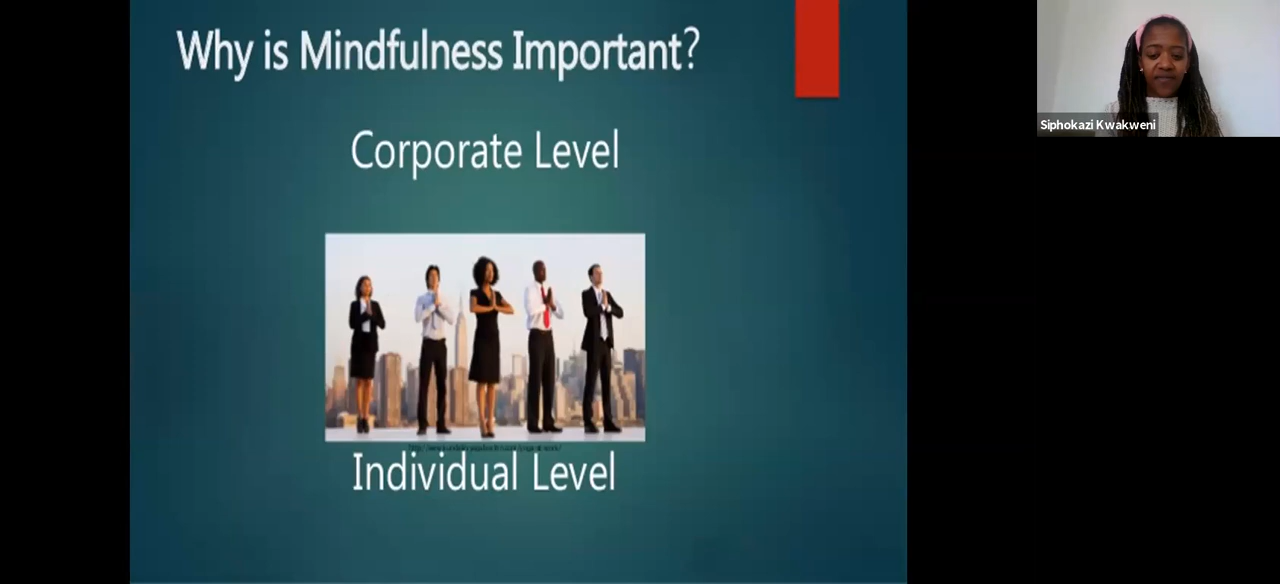 Why is Mindfulness Important?
Corporate Level
Individual Level
Siphokazi Kwakweni